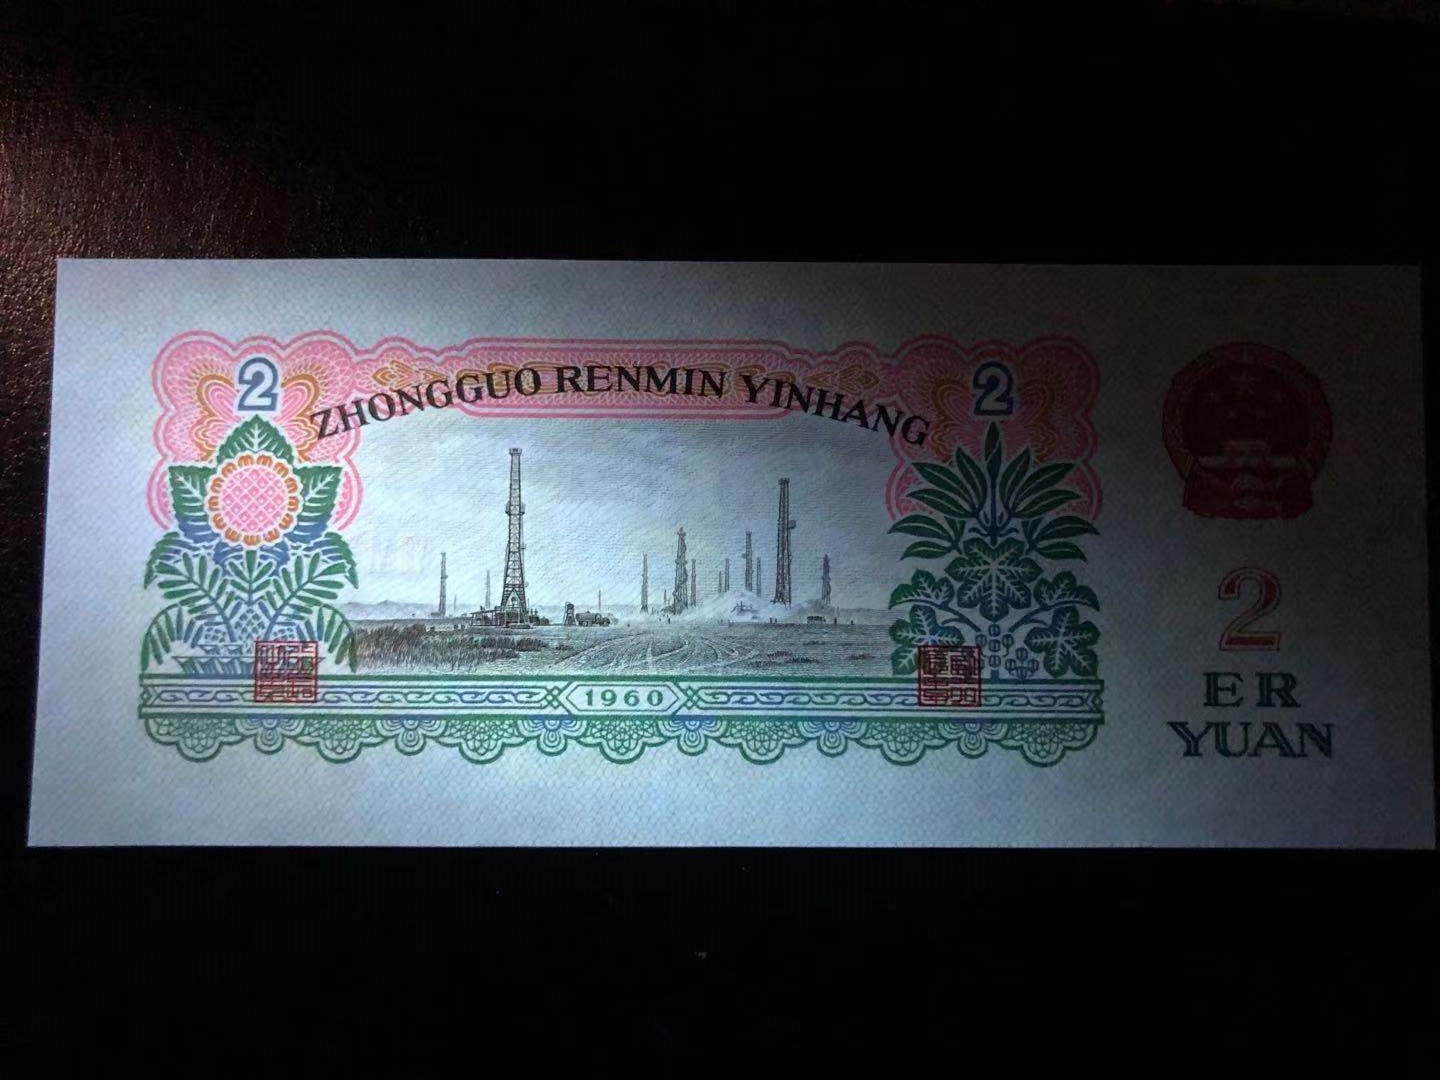 2
2
ZHONGGUO RENMIN YINHANG
1960
2
ER
YUAN